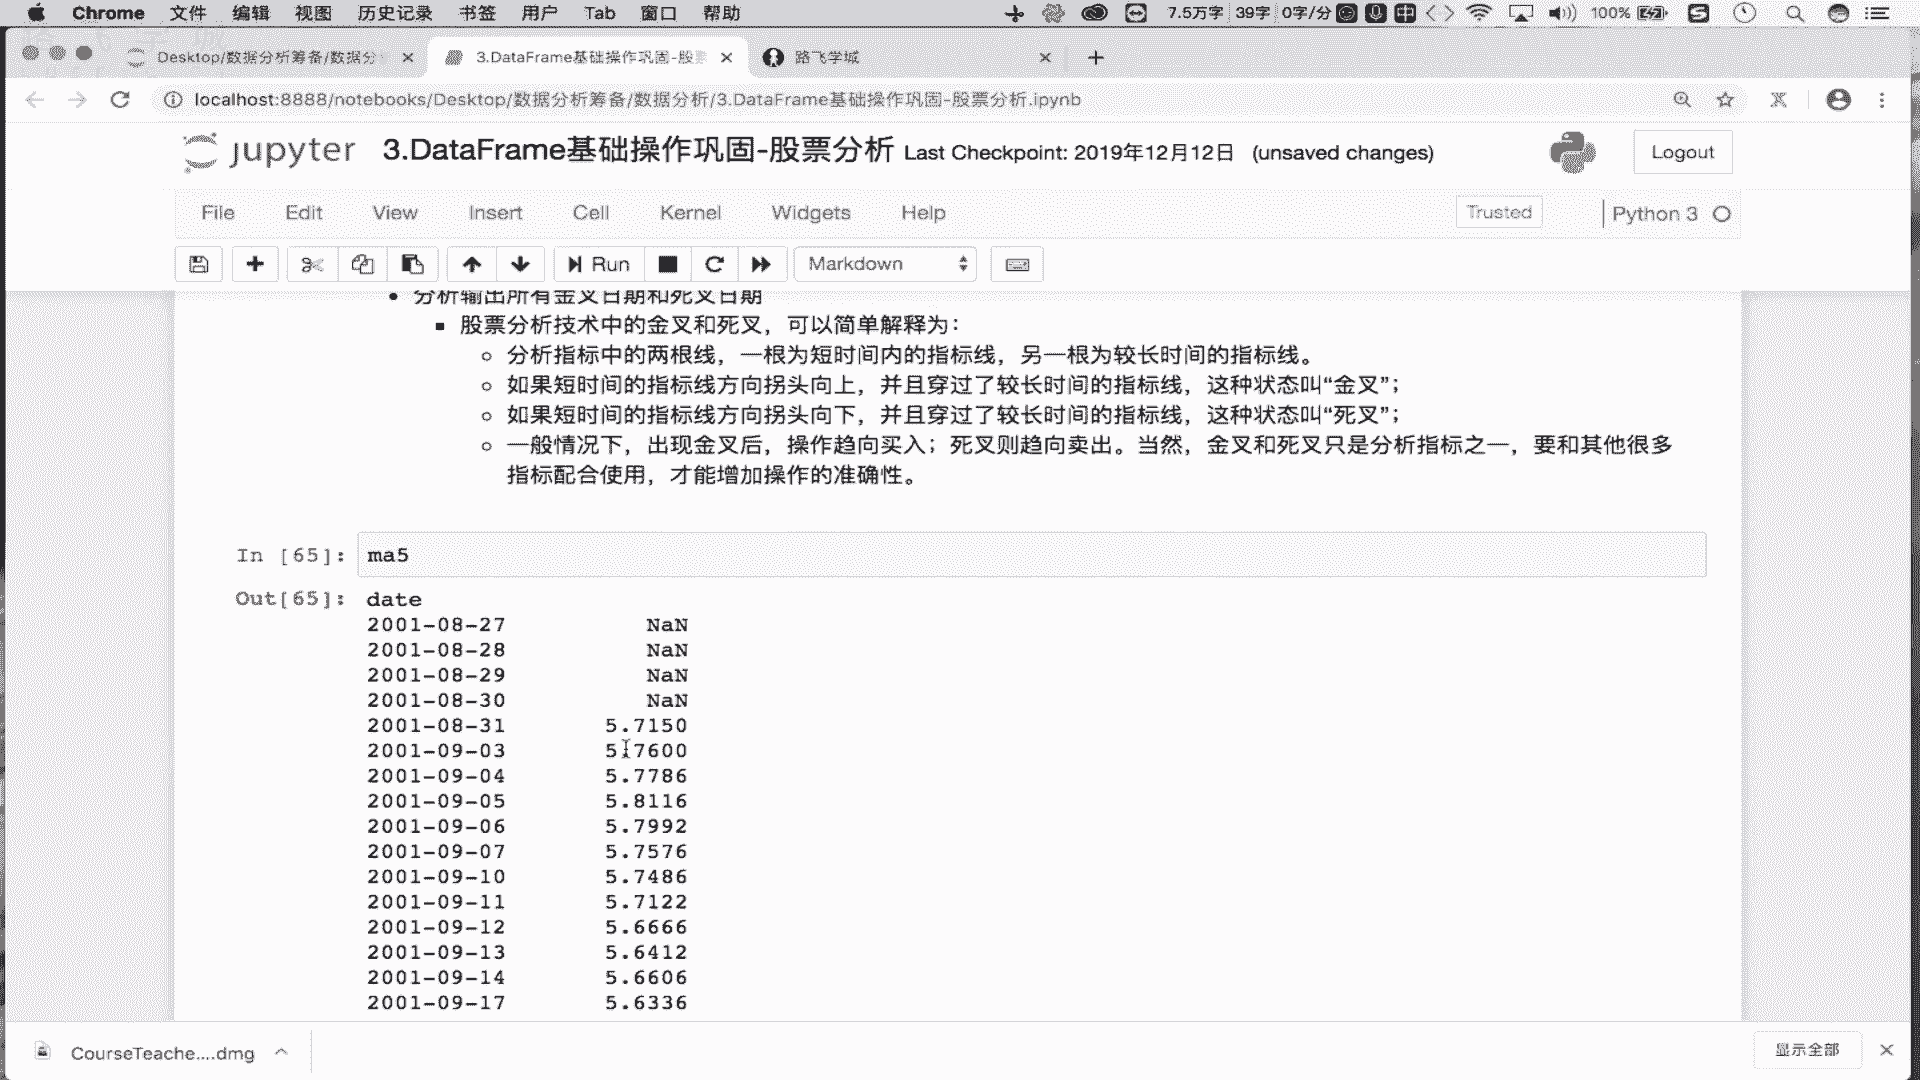 Chrome 文件 编辑 视图 历史记录 书签 用户 Tab 窗口 帮助 7.5万字 39字 0字/分 中 100%
Desktop/数据分析筹备/数据分 3.DataFrame基础操作巩固-股 路飞学城
localhost:8888/notebooks/Desktop/数据分析筹备/数据分析/3.DataFrame基础操作巩固-股票分析.ipynb
jupyter 3.DataFrame基础操作巩固-股票分析 Last Checkpoint: 2019年12月12日 (unsaved changes) Logout
File Edit View Insert Cell Kernel Widgets Help Trusted Python 3
Run Markdown
分析输出所有金叉日期和死叉日期
股票分析技术中的金叉和死叉，可以简单解释为：
分析指标中的两根线，一根为短时间内的指标线，另一根为较长时间的指标线。
如果短时间的指标线方向拐头向上，并且穿过了较长时间的指标线，这种状态叫“金叉”；
如果短时间的指标线方向拐头向下，并且穿过了较长时间的指标线，这种状态叫“死叉”；
一般情况下，出现金叉后，操作趋向买入；死叉则趋向卖出。当然，金叉和死叉只是分析指标之一，要和其他很多
指标配合使用，才能增加操作的准确性。
In [65]: ma5
Out[65]: date
2001-08-27 NaN
2001-08-28 NaN
2001-08-29 NaN
2001-08-30 NaN
2001-08-31 5.7150
2001-09-03 5.7600
2001-09-04 5.7786
2001-09-05 5.8116
2001-09-06 5.7992
2001-09-07 5.7576
2001-09-10 5.7486
2001-09-11 5.7122
2001-09-12 5.6666
2001-09-13 5.6412
2001-09-14 5.6606
2001-09-17 5.6336
CourseTeache....dmg 显示全部